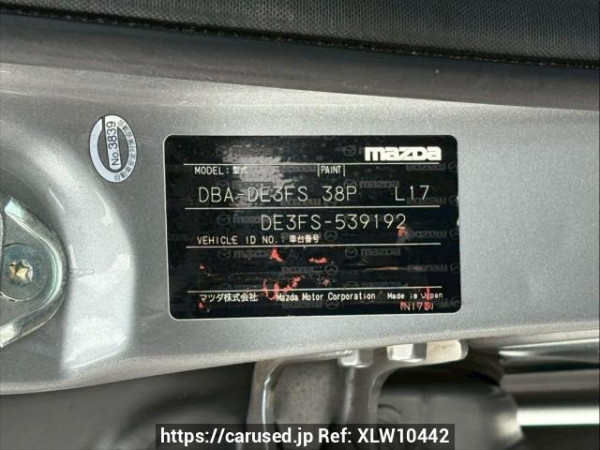 No.3839
mazda
MODEL: 型式 PAINT
DBA-DE3FS 38P L17
DE3FS-539192
VEHICLE ID NO.: 車台番号
マツダ株式会社 Mazda Motor Corporation Made in Japan
https://carused.jp Ref: XLW10442